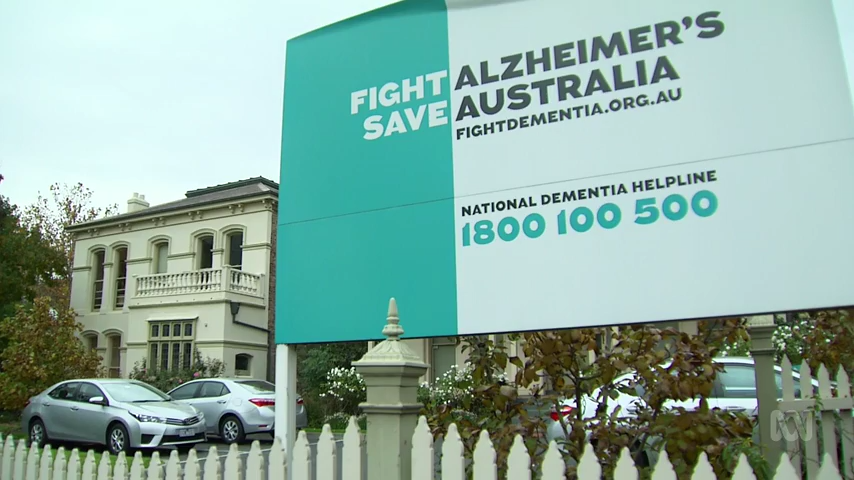 FIGHT ALZHEIMER'S
SAVE AUSTRALIA
FIGHTDEMENTIA.ORG.AU
NATIONAL DEMENTIA HELPLINE
1800 100 500